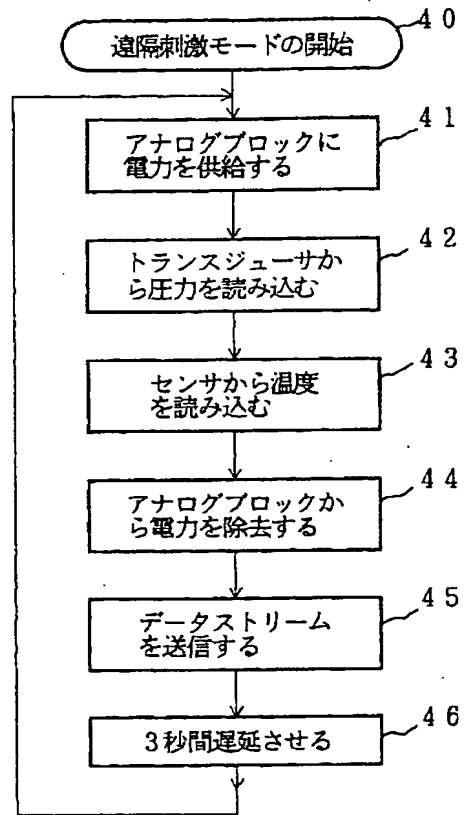 40
遠隔刺激モードの開始
41
アナログブロックに
電力を供給する
42
トランスジューサか
ら圧力を読み込む
43
センサから温度
を読み込む
44
アナログブロックか
ら電力を除去する
45
データストリーム
を送信する
46
3秒間遅延させる